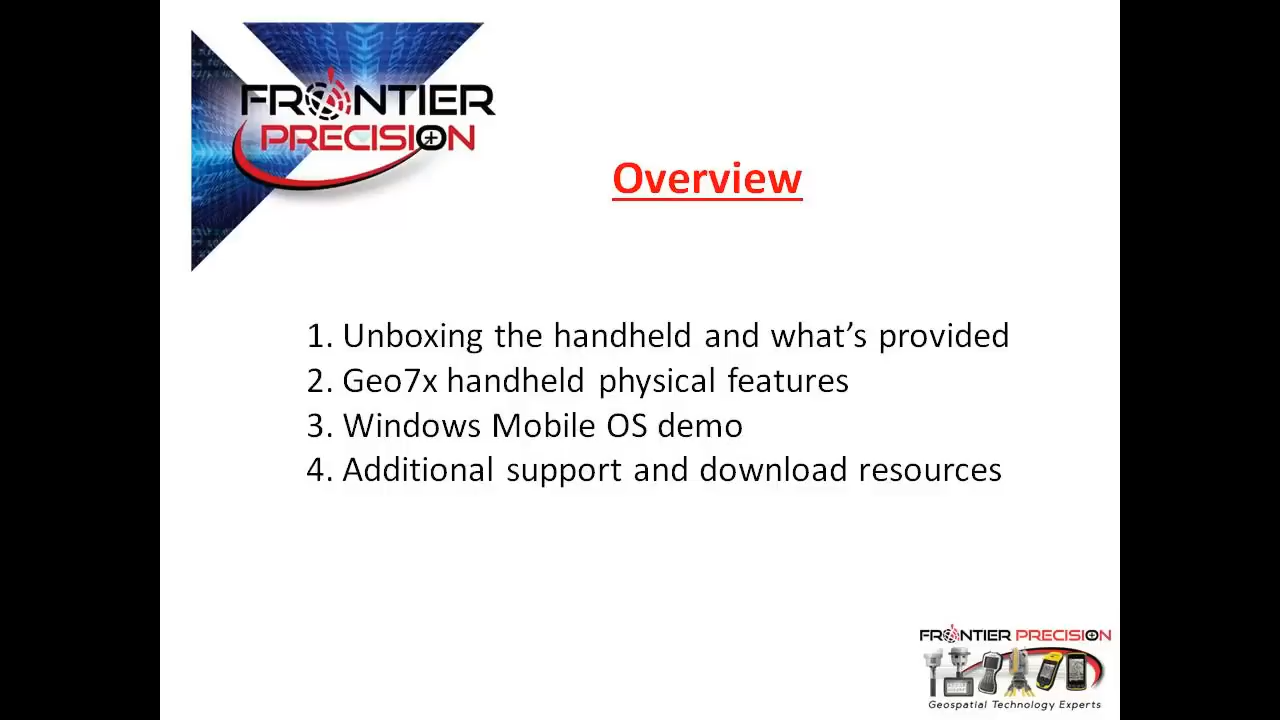 FRONTIER
PRECISION
Overview
1. Unboxing the handheld and what’s provided
2. Geo7x handheld physical features
3. Windows Mobile OS demo
4. Additional support and download resources
FRONTIER PRECISION
Geospatial Technology Experts